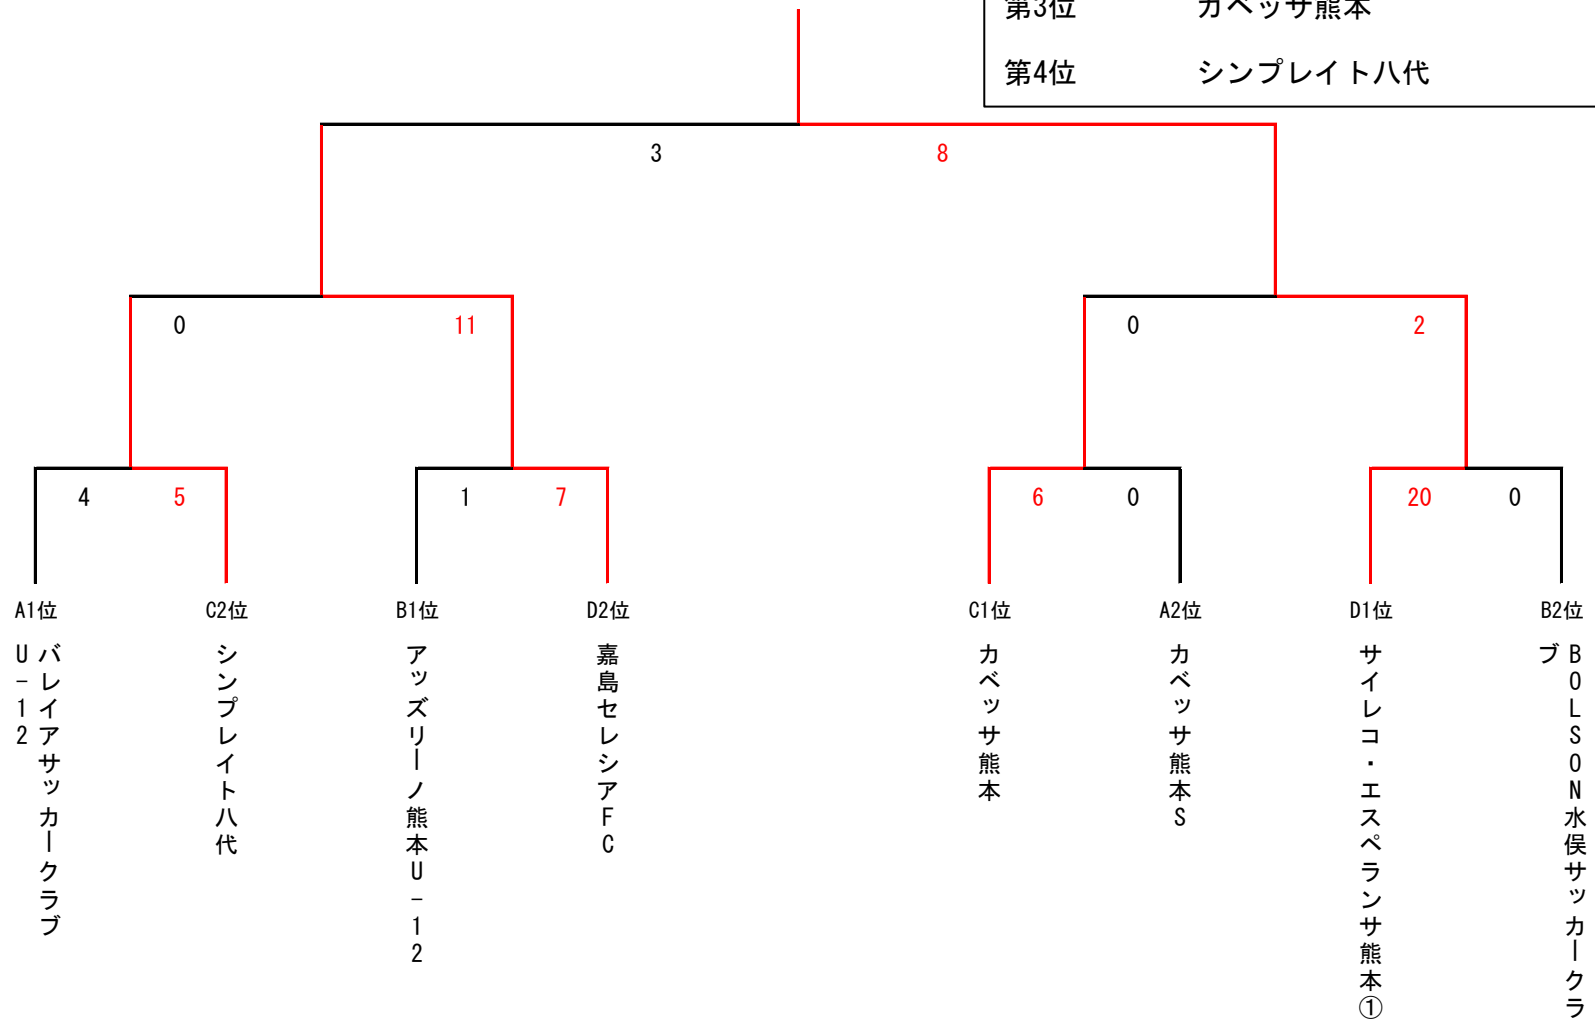 第3位 カベッサ熊本
第4位 シンプレイト八代
3 8
0 11 0 2
4 5 1 7 6 0 20 0
A1位 C2位 B1位 D2位 C1位 A2位 D1位 B2位
バレイアサッカークラブ
U-12
シンプレイト八代
アッズリーノ熊本U-12
嘉島セレシアFC
カベッサ熊本
カベッサ熊本S
サイレコ・エスペランサ熊本①
BOLSON水俣サッカークラ
ブ